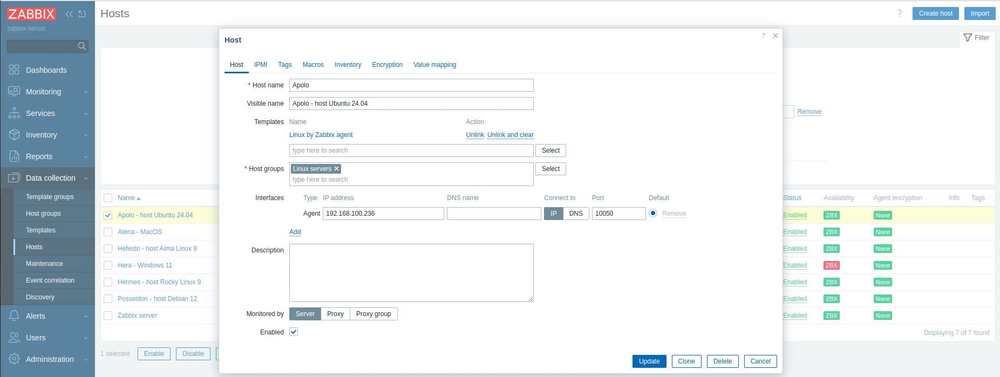 ZABBIX
zabbix-server
Dashboards
Monitoring
Services
Inventory
Reports
Data collection
Template groups
Host groups
Templates
Hosts
Maintenance
Event correlation
Discovery
Alerts
Users
Administration
Hosts
? Create host Import
Filter
Remove
Name
Apolo - host Ubuntu 24.04
Atena - MacOS
Hefesto - host Alma Linux 9
Hera - Windows 11
Hermes - host Rocky Linux 9
Posseidon - host Debian 12
Zabbix server
1 selected Enable Disable
Host
?
Host IPMI Tags Macros Inventory Encryption Value mapping
* Host name Apolo
Visible name Apolo - host Ubuntu 24.04
Templates Name Action
Linux by Zabbix agent Unlink Unlink and clear
type here to search Select
* Host groups Linux servers Select
type here to search
Interfaces Type IP address DNS name Connect to Port Default
Agent 192.168.100.236 IP DNS 10050 Remove
Add
Description
Monitored by Server Proxy Proxy group
Enabled
Update Clone Delete Cancel
Status Availability Agent encryption Info Tags
Enabled ZBX None
Enabled ZBX None
Enabled ZBX None
Enabled ZBX None
Enabled ZBX None
Enabled ZBX None
Enabled ZBX None
Displaying 7 of 7 found